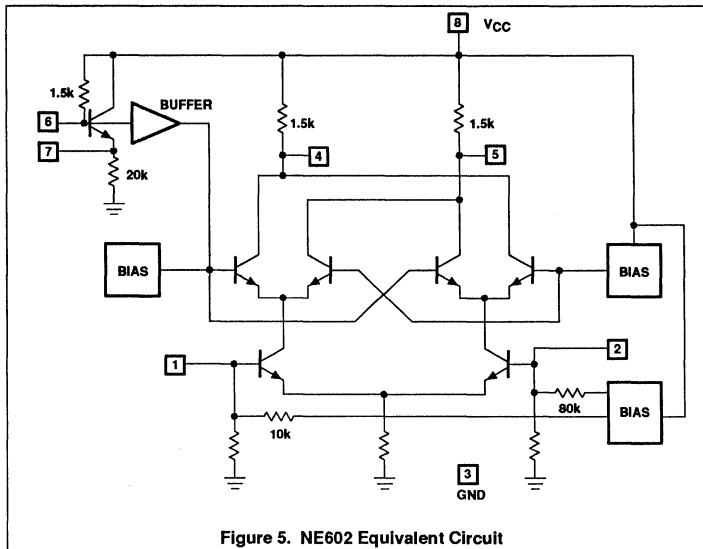 8 VCC
1.5k
BUFFER
6
1.5k
1.5k
7
4
5
20k
BIAS
BIAS
1
2
80k
BIAS
10k
3
GND
Figure 5. NE602 Equivalent Circuit